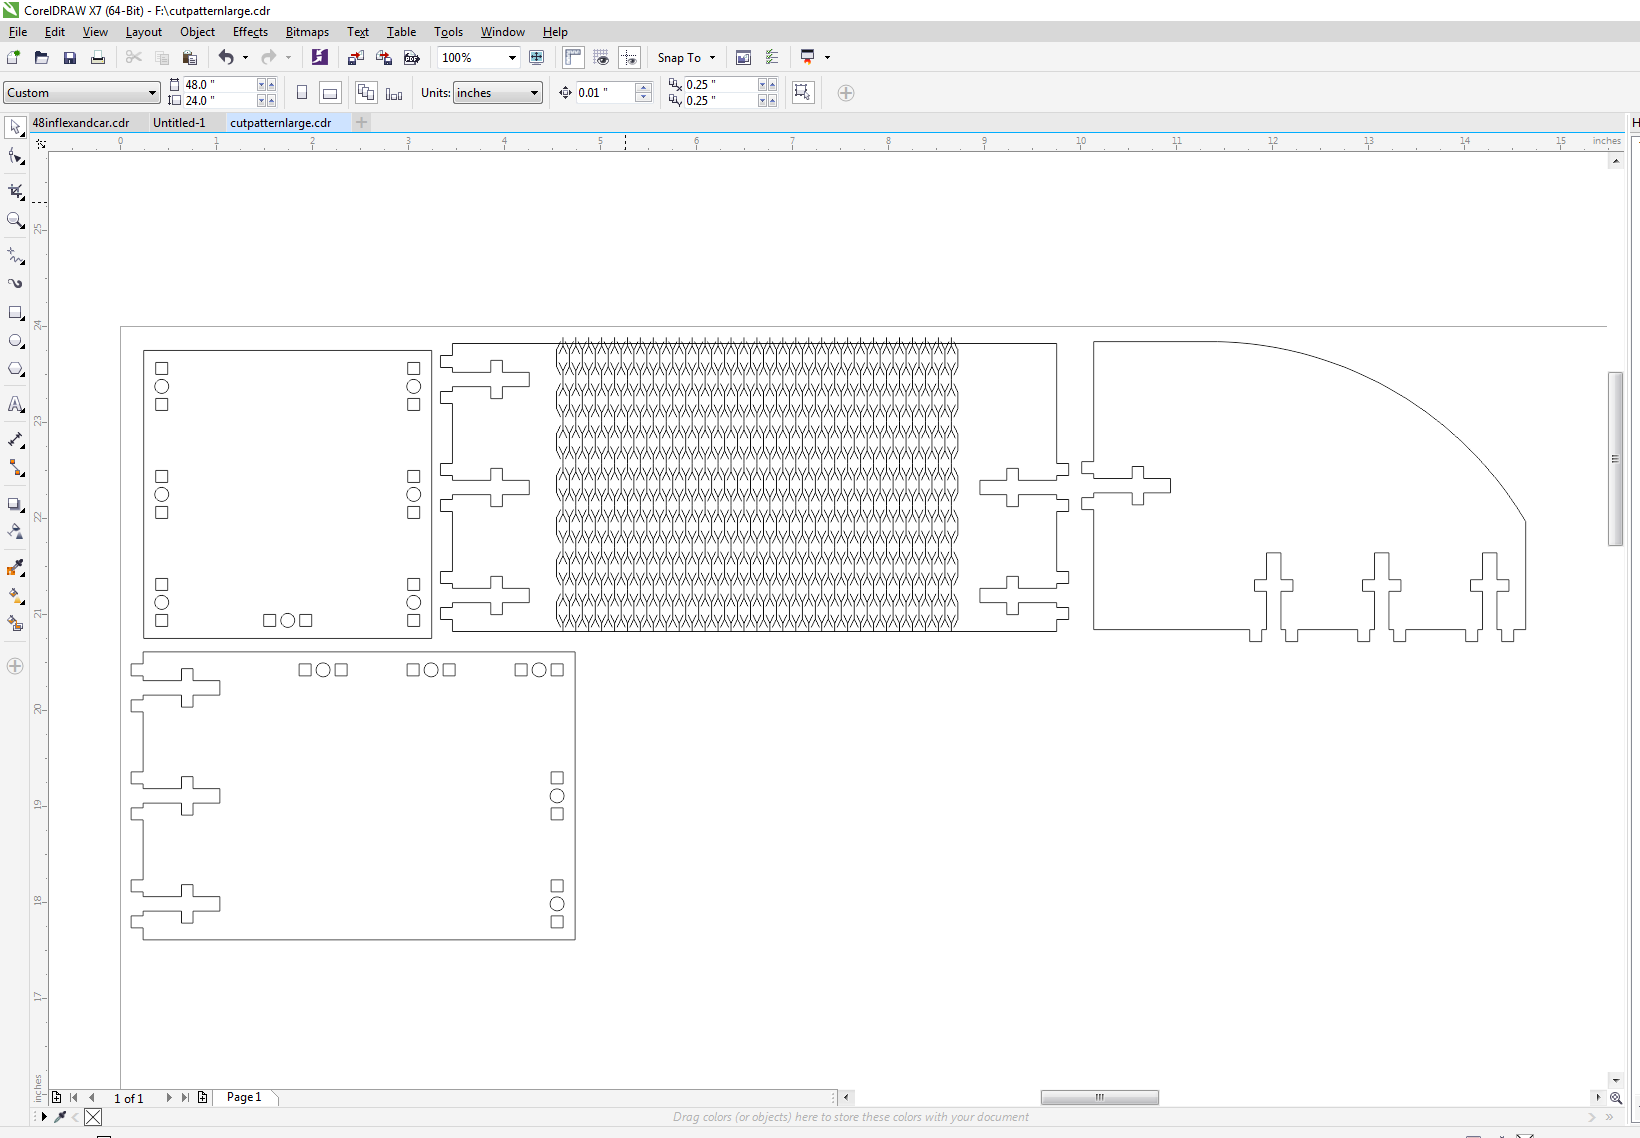 CorelDRAW X7 (64-Bit) - F:\cutpatternlarge.cdr
File Edit View Layout Object Effects Bitmaps Text Table Tools Window Help
100% Snap To
Custom 48.0 " 24.0 " Units: inches 0.01 " 0.25 " 0.25 "
48inflexandcar.cdr Untitled-1 cutpatternlarge.cdr
H
0 1 2 3 4 5 6 7 8 9 10 11 12 13 14 15 inches
25
24
23
22
21
20
19
18
17
inches
1 of 1 Page 1
Drag colors (or objects) here to store these colors with your document